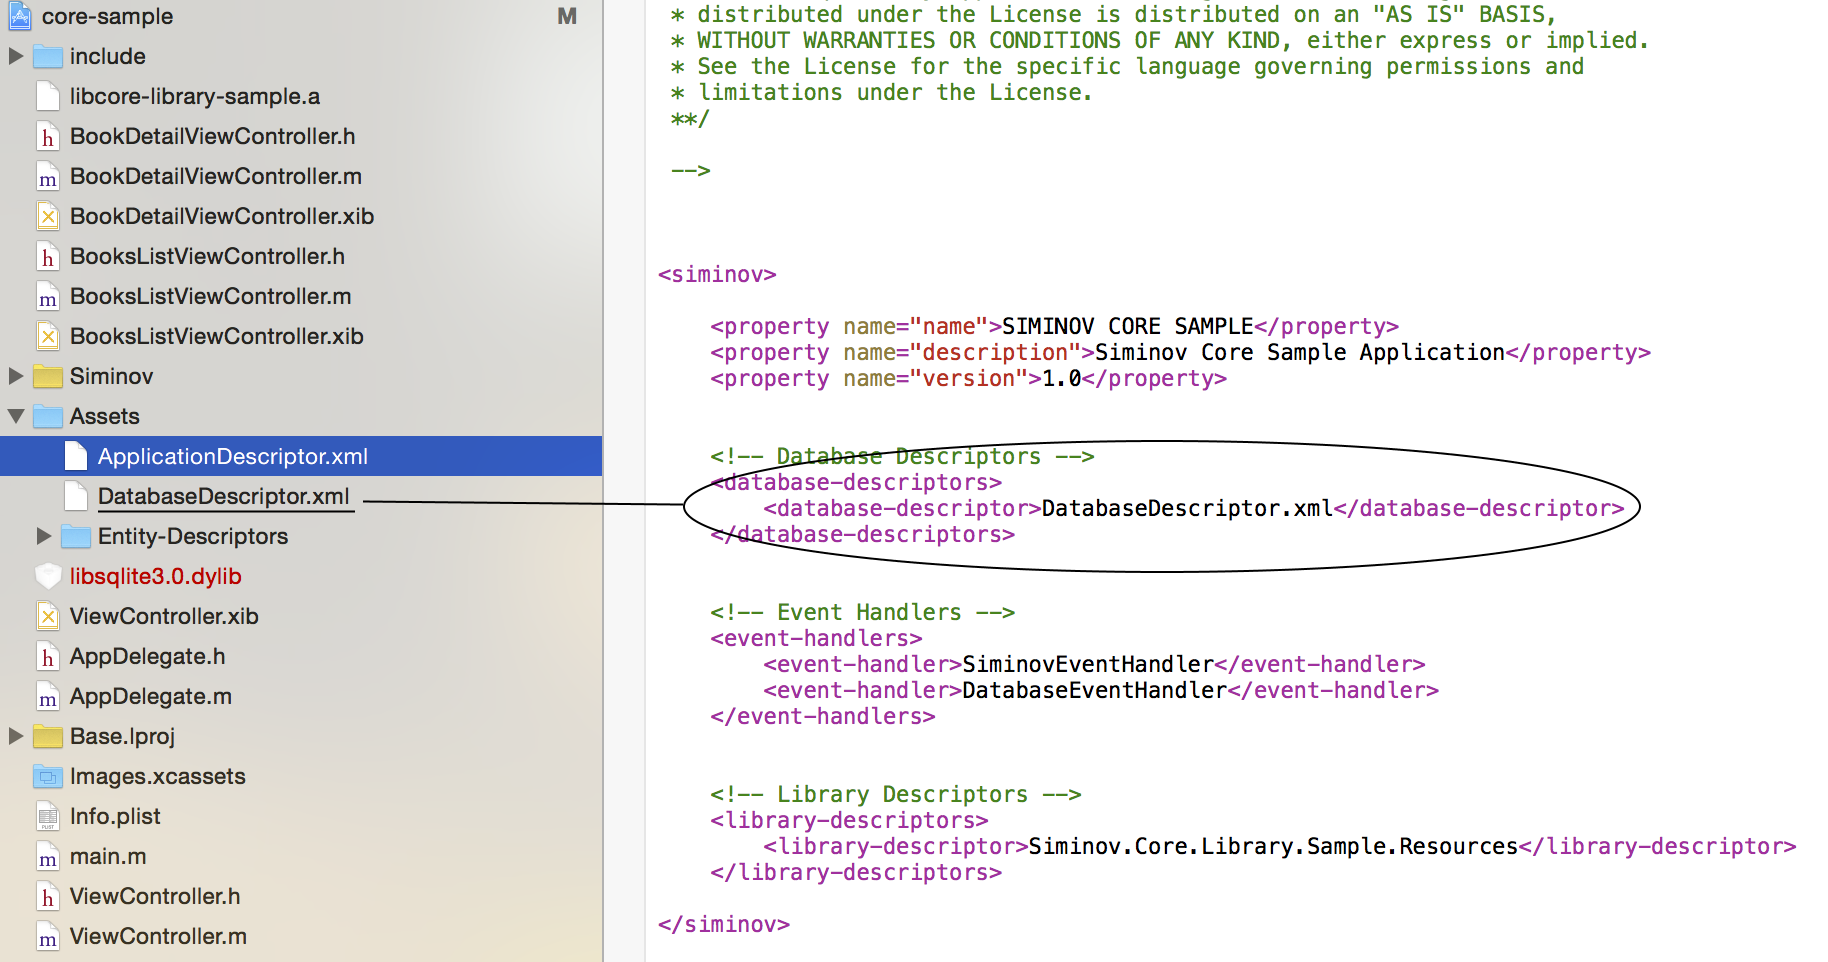 core-sample M
include
libcore-library-sample.a
BookDetailViewController.h
BookDetailViewController.m
BookDetailViewController.xib
BooksListViewController.h
BooksListViewController.m
BooksListViewController.xib
Siminov
Assets
ApplicationDescriptor.xml
DatabaseDescriptor.xml
Entity-Descriptors
libsqlite3.0.dylib
ViewController.xib
AppDelegate.h
AppDelegate.m
Base.lproj
Images.xcassets
Info.plist
main.m
ViewController.h
ViewController.m
* distributed under the License is distributed on an "AS IS" BASIS,
* WITHOUT WARRANTIES OR CONDITIONS OF ANY KIND, either express or implied.
* See the License for the specific language governing permissions and
* limitations under the License.
**/
-->
<siminov>
<property name="name">SIMINOV CORE SAMPLE</property>
<property name="description">Siminov Core Sample Application</property>
<property name="version">1.0</property>
<!-- Database Descriptors -->
<database-descriptors>
<database-descriptor>DatabaseDescriptor.xml</database-descriptor>
</database-descriptors>
<!-- Event Handlers -->
<event-handlers>
<event-handler>SiminovEventHandler</event-handler>
<event-handler>DatabaseEventHandler</event-handler>
</event-handlers>
<!-- Library Descriptors -->
<library-descriptors>
<library-descriptor>Siminov.Core.Library.Sample.Resources</library-descriptor>
</library-descriptors>
</siminov>